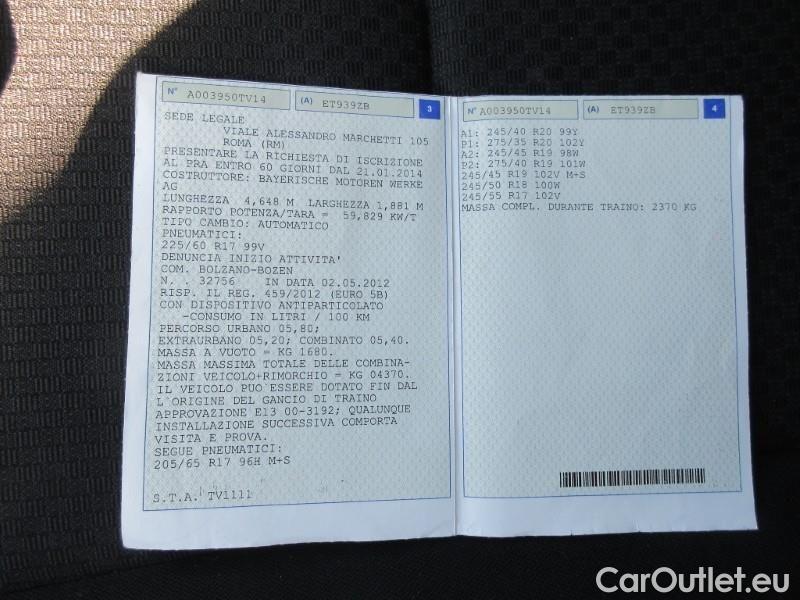 N° A003950TV14 (A) ET939ZB 3
SEDE LEGALE
VIALE ALESSANDRO MARCHETTI 105
ROMA (RM)
PRESENTARE LA RICHIESTA DI ISCRIZIONE
AL PRA ENTRO 60 GIORNI DAL 21.01.2014
COSTRUTTORE: BAYERISCHE MOTOREN WERKE
AG
LUNGHEZZA 4,648 M LARGHEZZA 1,881 M
RAPPORTO POTENZA/TARA = 59,829 KW/T
TIPO CAMBIO: AUTOMATICO
PNEUMATICI:
225/60 R17 99V
DENUNCIA INIZIO ATTIVITA'
COM. BOLZANO-BOZEN
N. . 32756 IN DATA 02.05.2012
RISP. IL REG. 459/2012 (EURO 5B)
CON DISPOSITIVO ANTIPARTICOLATO
-CONSUMO IN LITRI / 100 KM
PERCORSO URBANO 05,80;
EXTRAURBANO 05,20; COMBINATO 05,40.
MASSA A VUOTO = KG 1680.
MASSA MASSIMA TOTALE DELLE COMBINA-
ZIONI VEICOLO+RIMORCHIO = KG 04370.
IL VEICOLO PUO ESSERE DOTATO FIN DAL
L'ORIGINE DEL GANCIO DI TRAINO
APPROVAZIONE E13 00-3192; QUALUNQUE
INSTALLAZIONE SUCCESSIVA COMPORTA
VISITA E PROVA.
SEGUE PNEUMATICI:
205/65 R17 96H M+S
S.T.A. TV1111
N° A003950TV14 (A) ET939ZB 4
A1: 245/40 R20 99Y
P1: 275/35 R20 102Y
A2: 245/45 R19 98W
P2: 275/40 R19 101W
245/45 R19 102V M+S
245/50 R18 100W
245/55 R17 102V
MASSA COMPL. DURANTE TRAINO: 2370 KG
CarOutlet.eu